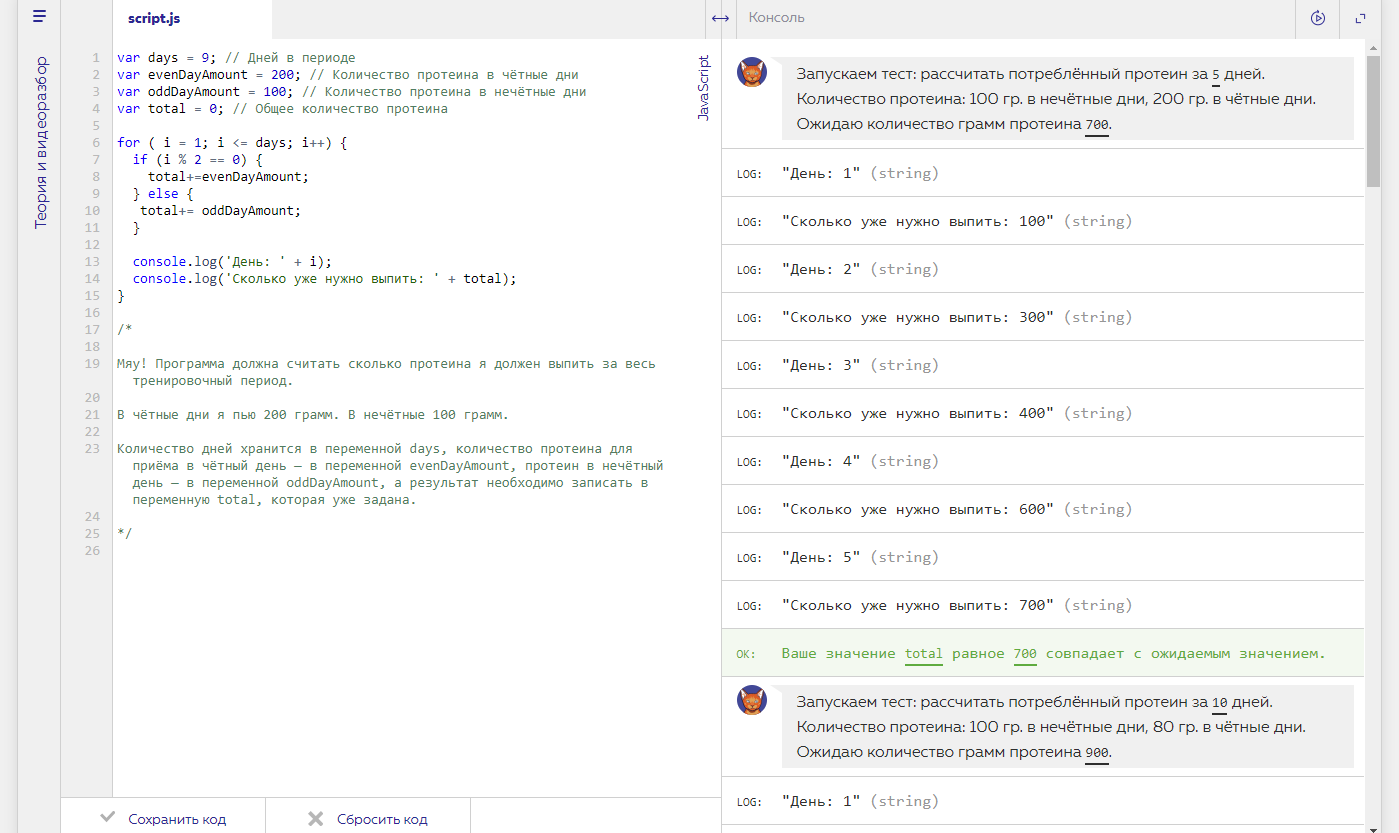 script.js
Консоль
Теория и видеоразбор
JavaScript
1 var days = 9; // Дней в периоде
2 var evenDayAmount = 200; // Количество протеина в чётные дни
3 var oddDayAmount = 100; // Количество протеина в нечётные дни
4 var total = 0; // Общее количество протеина
5
6 for ( i = 1; i <= days; i++) {
7 if (i % 2 == 0) {
8 total+=evenDayAmount;
9 } else {
10 total+= oddDayAmount;
11 }
12
13 console.log('День: ' + i);
14 console.log('Сколько уже нужно выпить: ' + total);
15 }
16
17 /*
18
19 Мяу! Программа должна считать сколько протеина я должен выпить за весь
тренировочный период.
20
21 В чётные дни я пью 200 грамм. В нечётные 100 грамм.
22
23 Количество дней хранится в переменной days, количество протеина для
приёма в чётный день — в переменной evenDayAmount, протеин в нечётный
день — в переменной oddDayAmount, а результат необходимо записать в
переменную total, которая уже задана.
24
25 */
26
Сохранить код
Сбросить код
Запускаем тест: рассчитать потреблённый протеин за 5 дней.
Количество протеина: 100 гр. в нечётные дни, 200 гр. в чётные дни.
Ожидаю количество грамм протеина 700.
LOG: "День: 1" (string)
LOG: "Сколько уже нужно выпить: 100" (string)
LOG: "День: 2" (string)
LOG: "Сколько уже нужно выпить: 300" (string)
LOG: "День: 3" (string)
LOG: "Сколько уже нужно выпить: 400" (string)
LOG: "День: 4" (string)
LOG: "Сколько уже нужно выпить: 600" (string)
LOG: "День: 5" (string)
LOG: "Сколько уже нужно выпить: 700" (string)
OK: Ваше значение total равное 700 совпадает с ожидаемым значением.
Запускаем тест: рассчитать потреблённый протеин за 10 дней.
Количество протеина: 100 гр. в нечётные дни, 80 гр. в чётные дни.
Ожидаю количество грамм протеина 900.
LOG: "День: 1" (string)